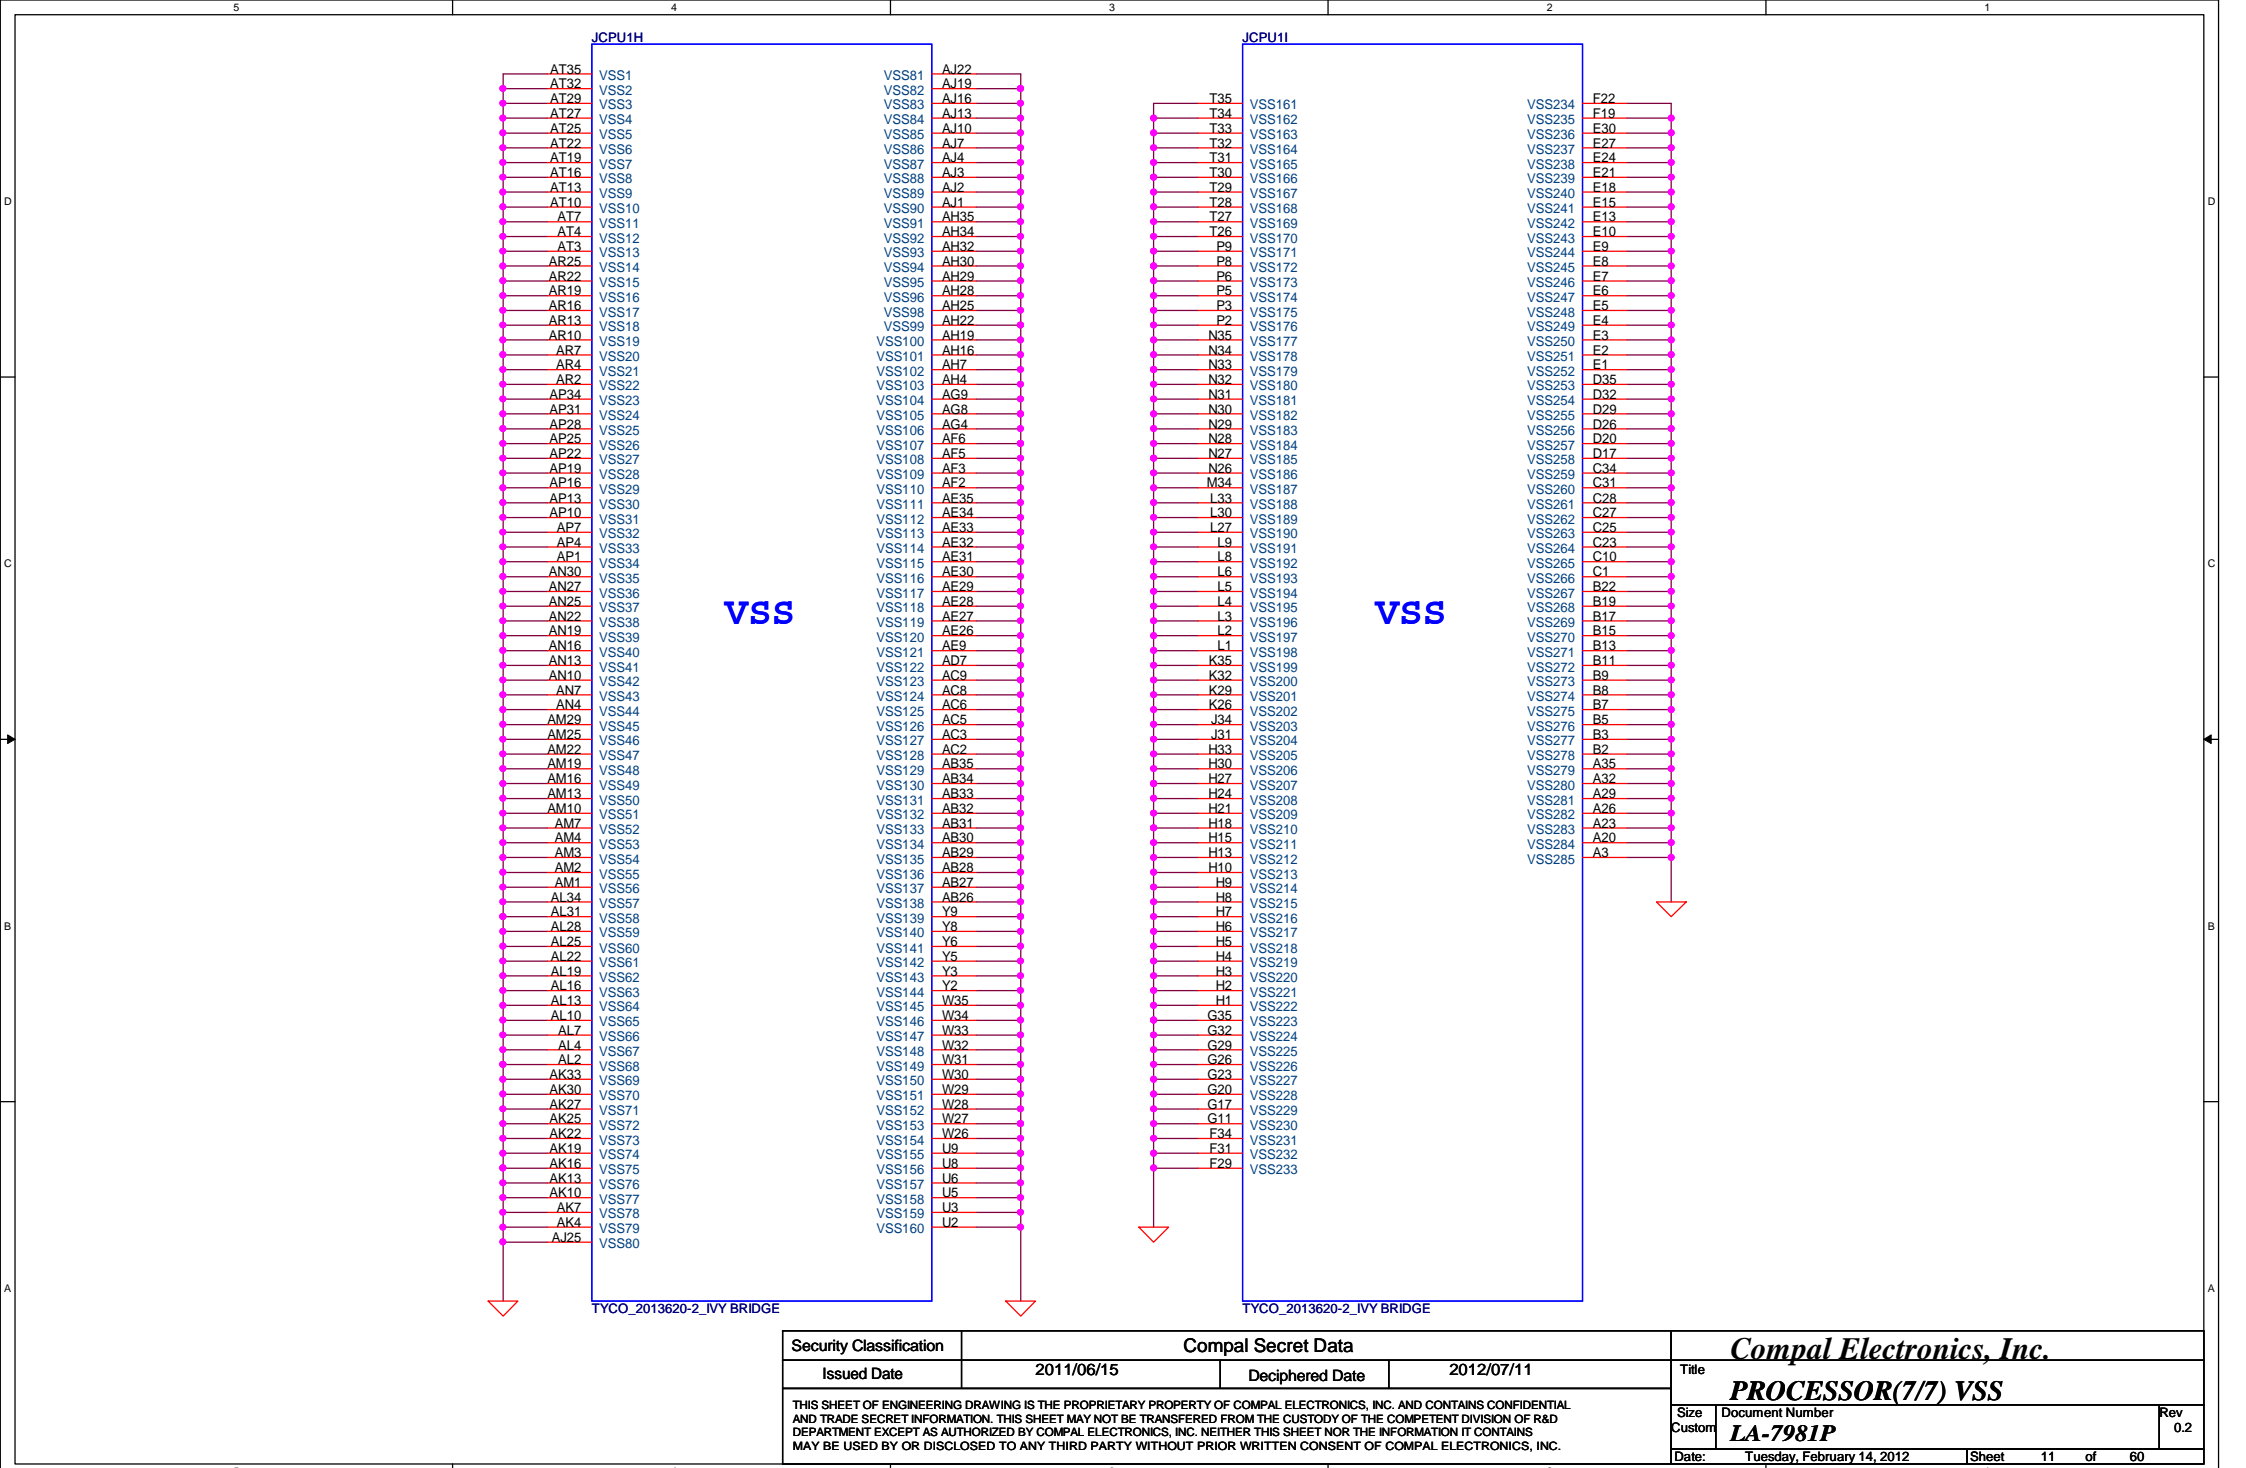 5 4 3 2 1
JCPU1H
AT35 VSS1
AT32 VSS2
AT29 VSS3
AT27 VSS4
AT25 VSS5
AT22 VSS6
AT19 VSS7
AT16 VSS8
AT13 VSS9
AT10 VSS10
AT7 VSS11
AT4 VSS12
AT3 VSS13
AR25 VSS14
AR22 VSS15
AR19 VSS16
AR16 VSS17
AR13 VSS18
AR10 VSS19
AR7 VSS20
AR4 VSS21
AR2 VSS22
AP34 VSS23
AP31 VSS24
AP28 VSS25
AP25 VSS26
AP22 VSS27
AP19 VSS28
AP16 VSS29
AP13 VSS30
AP10 VSS31
AP7 VSS32
AP4 VSS33
AP1 VSS34
AN30 VSS35
AN27 VSS36
AN25 VSS37
AN22 VSS38
AN19 VSS39
AN16 VSS40
AN13 VSS41
AN10 VSS42
AN7 VSS43
AN4 VSS44
AM29 VSS45
AM25 VSS46
AM22 VSS47
AM19 VSS48
AM16 VSS49
AM13 VSS50
AM10 VSS51
AM7 VSS52
AM4 VSS53
AM3 VSS54
AM2 VSS55
AM1 VSS56
AL34 VSS57
AL31 VSS58
AL28 VSS59
AL25 VSS60
AL22 VSS61
AL19 VSS62
AL16 VSS63
AL13 VSS64
AL10 VSS65
AL7 VSS66
AL4 VSS67
AL2 VSS68
AK33 VSS69
AK30 VSS70
AK27 VSS71
AK25 VSS72
AK22 VSS73
AK19 VSS74
AK16 VSS75
AK13 VSS76
AK10 VSS77
AK7 VSS78
AK4 VSS79
AJ25 VSS80
VSS
VSS81 AJ22
VSS82 AJ19
VSS83 AJ16
VSS84 AJ13
VSS85 AJ10
VSS86 AJ7
VSS87 AJ4
VSS88 AJ3
VSS89 AJ2
VSS90 AJ1
VSS91 AH35
VSS92 AH34
VSS93 AH32
VSS94 AH30
VSS95 AH29
VSS96 AH28
VSS98 AH25
VSS99 AH22
VSS100 AH19
VSS101 AH16
VSS102 AH7
VSS103 AH4
VSS104 AG9
VSS105 AG8
VSS106 AG4
VSS107 AF6
VSS108 AF5
VSS109 AF3
VSS110 AF2
VSS111 AE35
VSS112 AE34
VSS113 AE33
VSS114 AE32
VSS115 AE31
VSS116 AE30
VSS117 AE29
VSS118 AE28
VSS119 AE27
VSS120 AE26
VSS121 AE9
VSS122 AD7
VSS123 AC9
VSS124 AC8
VSS125 AC6
VSS126 AC5
VSS127 AC3
VSS128 AC2
VSS129 AB35
VSS130 AB34
VSS131 AB33
VSS132 AB32
VSS133 AB31
VSS134 AB30
VSS135 AB29
VSS136 AB28
VSS137 AB27
VSS138 AB26
VSS139 Y9
VSS140 Y8
VSS141 Y6
VSS142 Y5
VSS143 Y3
VSS144 Y2
VSS145 W35
VSS146 W34
VSS147 W33
VSS148 W32
VSS149 W31
VSS150 W30
VSS151 W29
VSS152 W28
VSS153 W27
VSS154 W26
VSS155 U9
VSS156 U8
VSS157 U6
VSS158 U5
VSS159 U3
VSS160 U2
TYCO_2013620-2_IVY BRIDGE
JCPU1I
T35 VSS161
T34 VSS162
T33 VSS163
T32 VSS164
T31 VSS165
T30 VSS166
T29 VSS167
T28 VSS168
T27 VSS169
T26 VSS170
P9 VSS171
P8 VSS172
P6 VSS173
P5 VSS174
P3 VSS175
P2 VSS176
N35 VSS177
N34 VSS178
N33 VSS179
N32 VSS180
N31 VSS181
N30 VSS182
N29 VSS183
N28 VSS184
N27 VSS185
N26 VSS186
M34 VSS187
L33 VSS188
L30 VSS189
L27 VSS190
L9 VSS191
L8 VSS192
L6 VSS193
L5 VSS194
L4 VSS195
L3 VSS196
L2 VSS197
L1 VSS198
K35 VSS199
K32 VSS200
K29 VSS201
K26 VSS202
J34 VSS203
J31 VSS204
H33 VSS205
H30 VSS206
H27 VSS207
H24 VSS208
H21 VSS209
H18 VSS210
H15 VSS211
H13 VSS212
H10 VSS213
H9 VSS214
H8 VSS215
H7 VSS216
H6 VSS217
H5 VSS218
H4 VSS219
H3 VSS220
H2 VSS221
H1 VSS222
G35 VSS223
G32 VSS224
G29 VSS225
G26 VSS226
G23 VSS227
G20 VSS228
G17 VSS229
G11 VSS230
F34 VSS231
F31 VSS232
F29 VSS233
VSS
VSS234 F22
VSS235 F19
VSS236 E30
VSS237 E27
VSS238 E24
VSS239 E21
VSS240 E18
VSS241 E15
VSS242 E13
VSS243 E10
VSS244 E9
VSS245 E8
VSS246 E7
VSS247 E6
VSS248 E5
VSS249 E4
VSS250 E3
VSS251 E2
VSS252 E1
VSS253 D35
VSS254 D32
VSS255 D29
VSS256 D26
VSS257 D20
VSS258 D17
VSS259 C34
VSS260 C31
VSS261 C28
VSS262 C27
VSS263 C25
VSS264 C23
VSS265 C10
VSS266 C1
VSS267 B22
VSS268 B19
VSS269 B17
VSS270 B15
VSS271 B13
VSS272 B11
VSS273 B9
VSS274 B8
VSS275 B7
VSS276 B5
VSS277 B3
VSS278 B2
VSS279 A35
VSS280 A32
VSS281 A29
VSS282 A26
VSS283 A23
VSS284 A20
VSS285 A3
TYCO_2013620-2_IVY BRIDGE
D D
C C
B B
A A
Security Classification
Compal Secret Data
Issued Date
2011/06/15
Deciphered Date
2012/07/11
THIS SHEET OF ENGINEERING DRAWING IS THE PROPRIETARY PROPERTY OF COMPAL ELECTRONICS, INC. AND CONTAINS CONFIDENTIAL
AND TRADE SECRET INFORMATION. THIS SHEET MAY NOT BE TRANSFERED FROM THE CUSTODY OF THE COMPETENT DIVISION OF R&D
DEPARTMENT EXCEPT AS AUTHORIZED BY COMPAL ELECTRONICS, INC. NEITHER THIS SHEET NOR THE INFORMATION IT CONTAINS
MAY BE USED BY OR DISCLOSED TO ANY THIRD PARTY WITHOUT PRIOR WRITTEN CONSENT OF COMPAL ELECTRONICS, INC.
Compal Electronics, Inc.
Title
PROCESSOR(7/7) VSS
Size Document Number Rev
Custom LA-7981P 0.2
Date: Tuesday, February 14, 2012 Sheet 11 of 60